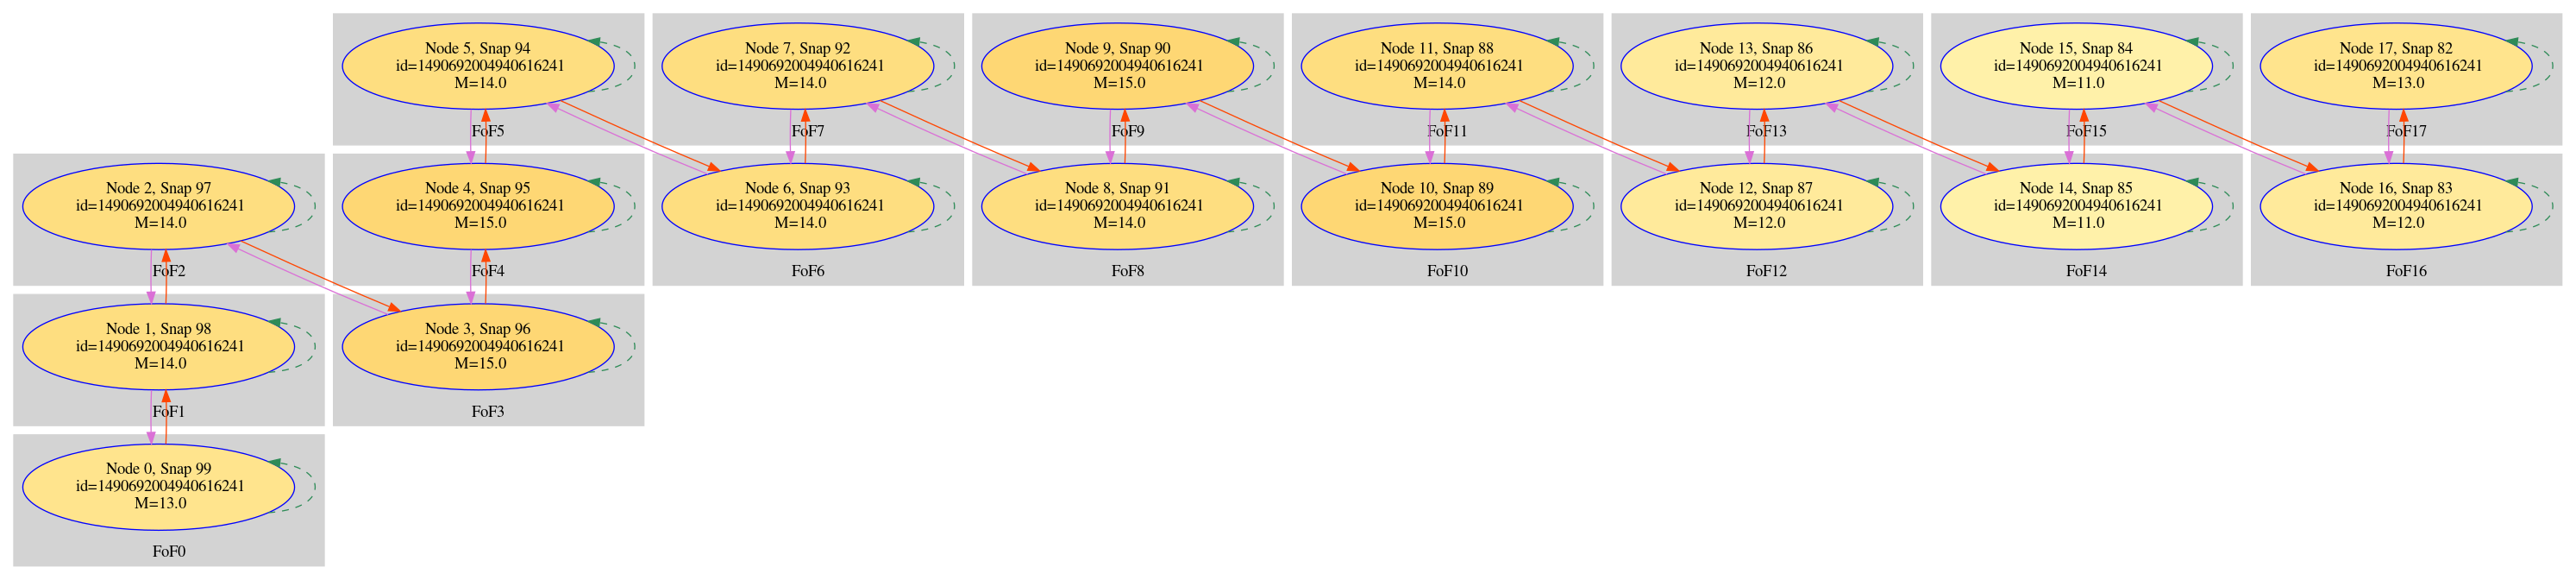 Node 5, Snap 94
id=1490692004940616241
M=14.0
FoF5
Node 7, Snap 92
id=1490692004940616241
M=14.0
FoF7
Node 9, Snap 90
id=1490692004940616241
M=15.0
FoF9
Node 11, Snap 88
id=1490692004940616241
M=14.0
FoF11
Node 13, Snap 86
id=1490692004940616241
M=12.0
FoF13
Node 15, Snap 84
id=1490692004940616241
M=11.0
FoF15
Node 17, Snap 82
id=1490692004940616241
M=13.0
FoF17
Node 2, Snap 97
id=1490692004940616241
M=14.0
FoF2
Node 4, Snap 95
id=1490692004940616241
M=15.0
FoF4
Node 6, Snap 93
id=1490692004940616241
M=14.0
FoF6
Node 8, Snap 91
id=1490692004940616241
M=14.0
FoF8
Node 10, Snap 89
id=1490692004940616241
M=15.0
FoF10
Node 12, Snap 87
id=1490692004940616241
M=12.0
FoF12
Node 14, Snap 85
id=1490692004940616241
M=11.0
FoF14
Node 16, Snap 83
id=1490692004940616241
M=12.0
FoF16
Node 1, Snap 98
id=1490692004940616241
M=14.0
FoF1
Node 3, Snap 96
id=1490692004940616241
M=15.0
FoF3
Node 0, Snap 99
id=1490692004940616241
M=13.0
FoF0